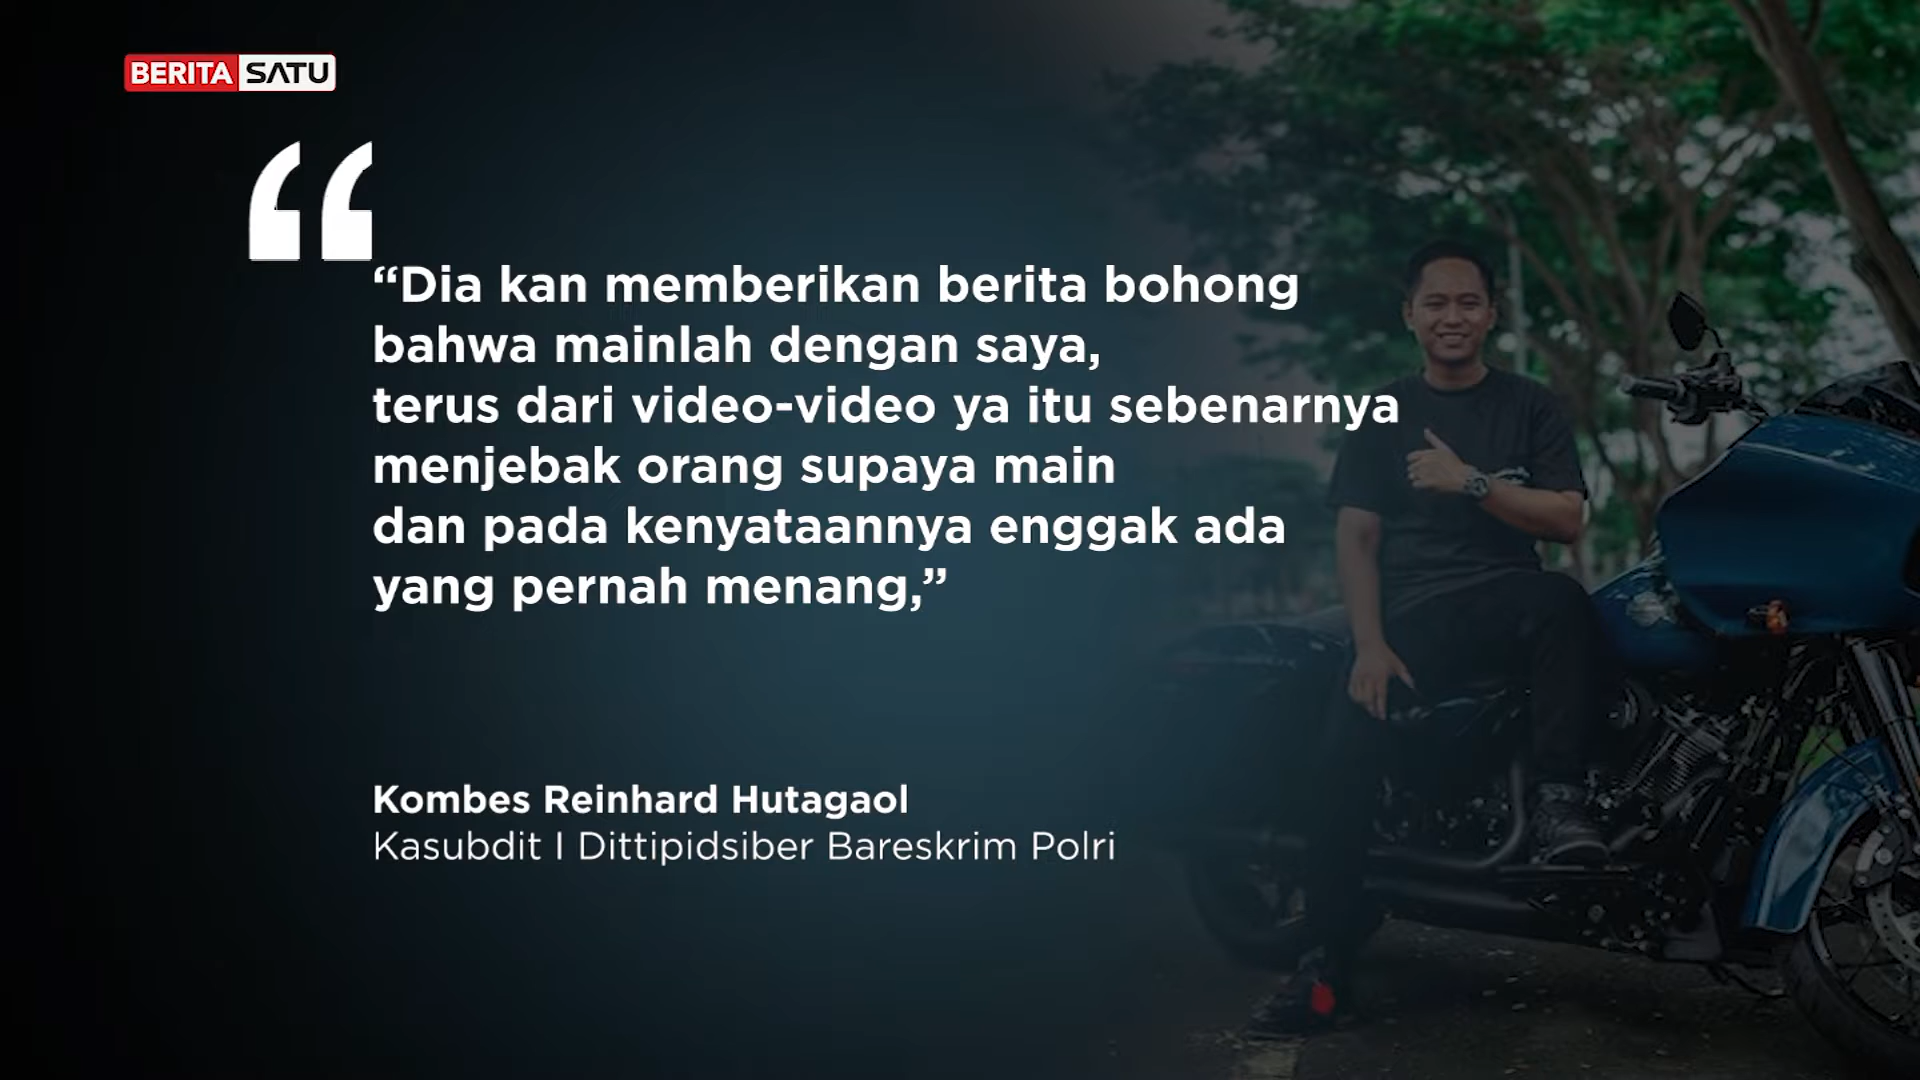 BERITA SATU
“Dia kan memberikan berita bohong
bahwa mainlah dengan saya,
terus dari video-video ya itu sebenarnya
menjebak orang supaya main
dan pada kenyataannya enggak ada
yang pernah menang,”
Kombes Reinhard Hutagaol
Kasubdit I Dittipidsiber Bareskrim Polri